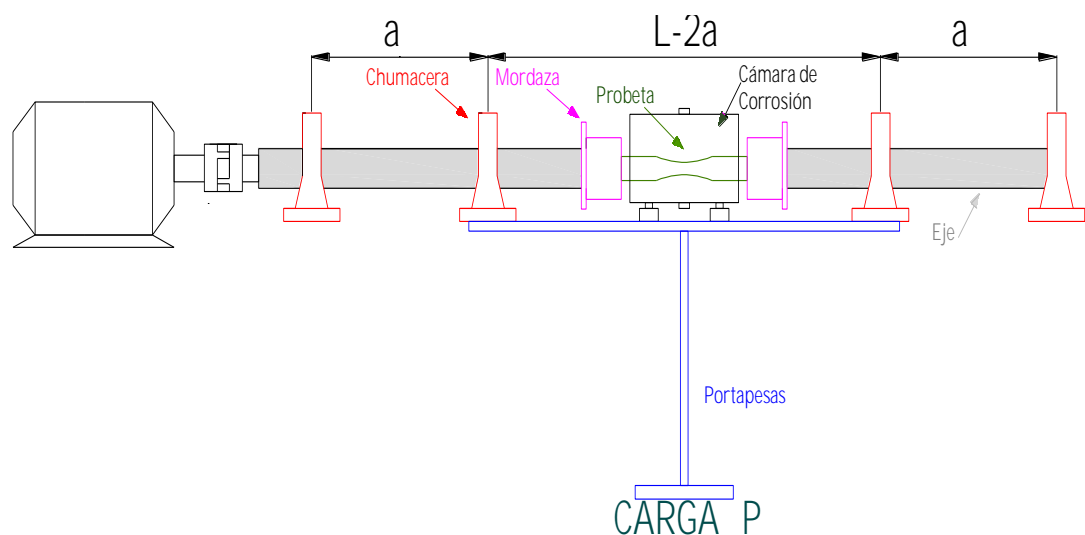 a
L-2a
a
Chumacera
Mordaza
Probeta
Cámara de
Corrosión
Eje
Portapesas
CARGA P